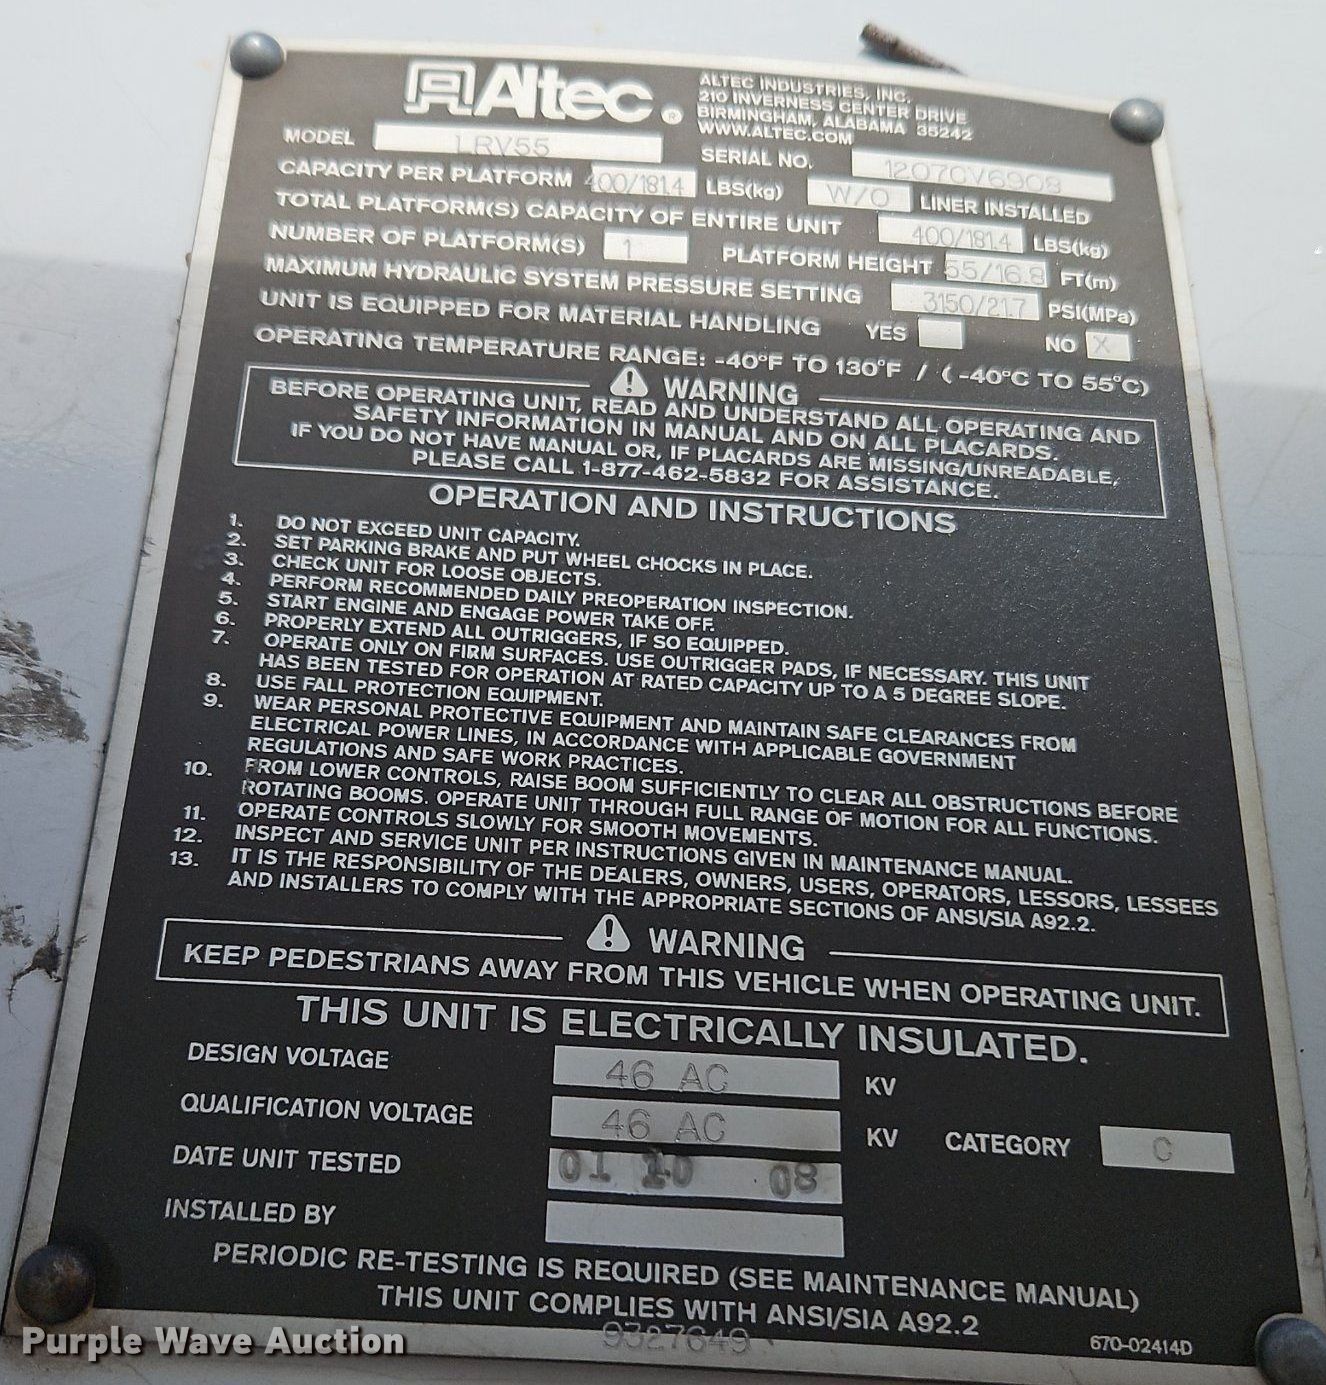 Altec®
ALTEC INDUSTRIES, INC.
210 INVERNESS CENTER DRIVE
BIRMINGHAM, ALABAMA 35242
WWW.ALTEC.COM
MODEL LRV55
SERIAL NO. 1207CV6908
CAPACITY PER PLATFORM 400/181.4 LBS(kg) W/O LINER INSTALLED
TOTAL PLATFORM(S) CAPACITY OF ENTIRE UNIT 400/181.4 LBS(kg)
NUMBER OF PLATFORM(S) 1 PLATFORM HEIGHT 55/16.8 FT(m)
MAXIMUM HYDRAULIC SYSTEM PRESSURE SETTING 3150/21.7 PSI(MPa)
UNIT IS EQUIPPED FOR MATERIAL HANDLING YES NO X
OPERATING TEMPERATURE RANGE: -40°F TO 130°F / (-40°C TO 55°C)
WARNING
BEFORE OPERATING UNIT, READ AND UNDERSTAND ALL OPERATING AND
SAFETY INFORMATION IN MANUAL AND ON ALL PLACARDS.
IF YOU DO NOT HAVE MANUAL OR, IF PLACARDS ARE MISSING/UNREADABLE,
PLEASE CALL 1-877-462-5832 FOR ASSISTANCE.
OPERATION AND INSTRUCTIONS
1. DO NOT EXCEED UNIT CAPACITY.
2. SET PARKING BRAKE AND PUT WHEEL CHOCKS IN PLACE.
3. CHECK UNIT FOR LOOSE OBJECTS.
4. PERFORM RECOMMENDED DAILY PREOPERATION INSPECTION.
5. START ENGINE AND ENGAGE POWER TAKE OFF.
6. PROPERLY EXTEND ALL OUTRIGGERS, IF SO EQUIPPED.
7. OPERATE ONLY ON FIRM SURFACES. USE OUTRIGGER PADS, IF NECESSARY. THIS UNIT
HAS BEEN TESTED FOR OPERATION AT RATED CAPACITY UP TO A 5 DEGREE SLOPE.
8. USE FALL PROTECTION EQUIPMENT.
9. WEAR PERSONAL PROTECTIVE EQUIPMENT AND MAINTAIN SAFE CLEARANCES FROM
ELECTRICAL POWER LINES, IN ACCORDANCE WITH APPLICABLE GOVERNMENT
REGULATIONS AND SAFE WORK PRACTICES.
10. FROM LOWER CONTROLS, RAISE BOOM SUFFICIENTLY TO CLEAR ALL OBSTRUCTIONS BEFORE
ROTATING BOOMS. OPERATE UNIT THROUGH FULL RANGE OF MOTION FOR ALL FUNCTIONS.
11. OPERATE CONTROLS SLOWLY FOR SMOOTH MOVEMENTS.
12. INSPECT AND SERVICE UNIT PER INSTRUCTIONS GIVEN IN MAINTENANCE MANUAL.
13. IT IS THE RESPONSIBILITY OF THE DEALERS, OWNERS, USERS, OPERATORS, LESSORS, LESSEES
AND INSTALLERS TO COMPLY WITH THE APPROPRIATE SECTIONS OF ANSI/SIA A92.2.
WARNING
KEEP PEDESTRIANS AWAY FROM THIS VEHICLE WHEN OPERATING UNIT.
THIS UNIT IS ELECTRICALLY INSULATED.
DESIGN VOLTAGE 46 AC KV
QUALIFICATION VOLTAGE 46 AC KV CATEGORY C
DATE UNIT TESTED 01 08
INSTALLED BY
PERIODIC RE-TESTING IS REQUIRED (SEE MAINTENANCE MANUAL)
THIS UNIT COMPLIES WITH ANSI/SIA A92.2
9327649
670-02414D
Purple Wave Auction